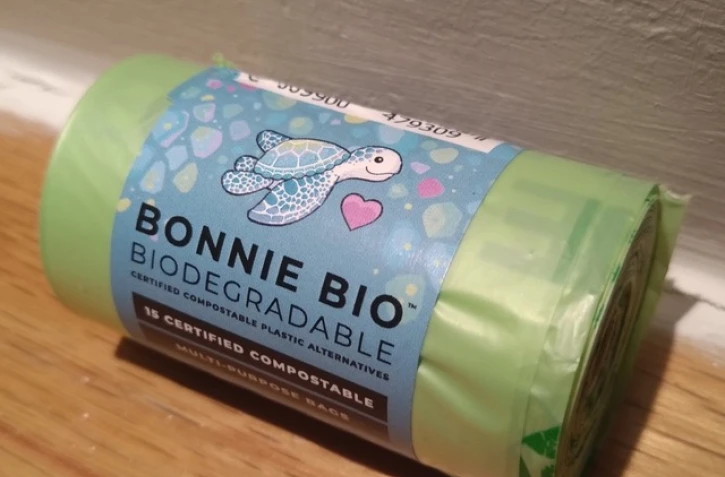 BONNIE BIO™
BIODEGRADABLE
CERTIFIED COMPOSTABLE PLASTIC ALTERNATIVES
15 CERTIFIED COMPOSTABLE
MULTI-PURPOSE BAGS